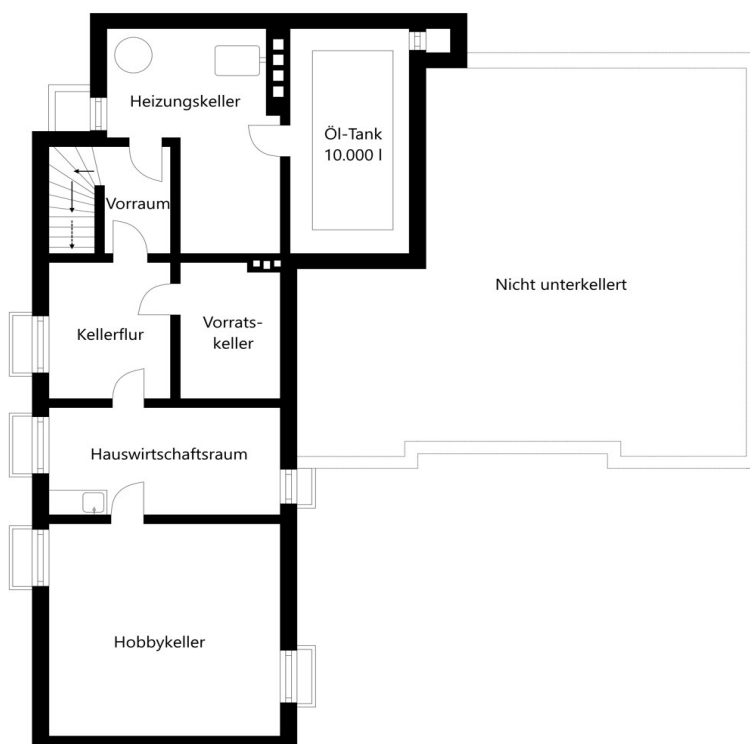 Heizungskeller
Öl-Tank
10.000 l
Vorraum
Nicht unterkellert
Kellerflur
Vorrats-
keller
Hauswirtschaftsraum
Hobbykeller